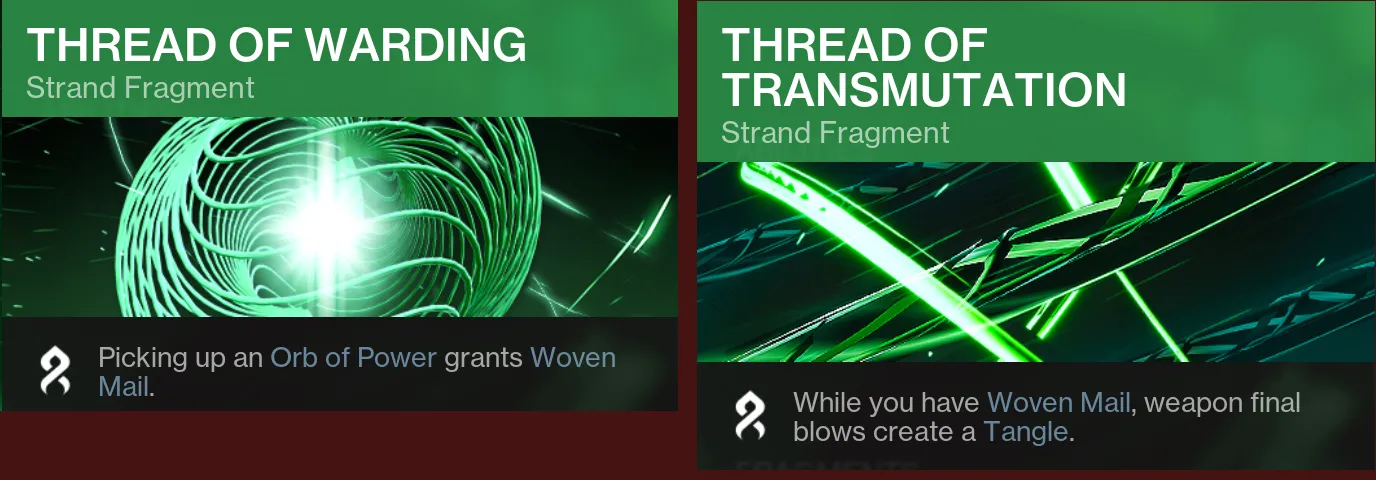 THREAD OF WARDING
Strand Fragment
Picking up an Orb of Power grants Woven
Mail.
THREAD OF
TRANSMUTATION
Strand Fragment
While you have Woven Mail, weapon final
blows create a Tangle.
FRAGMENTS